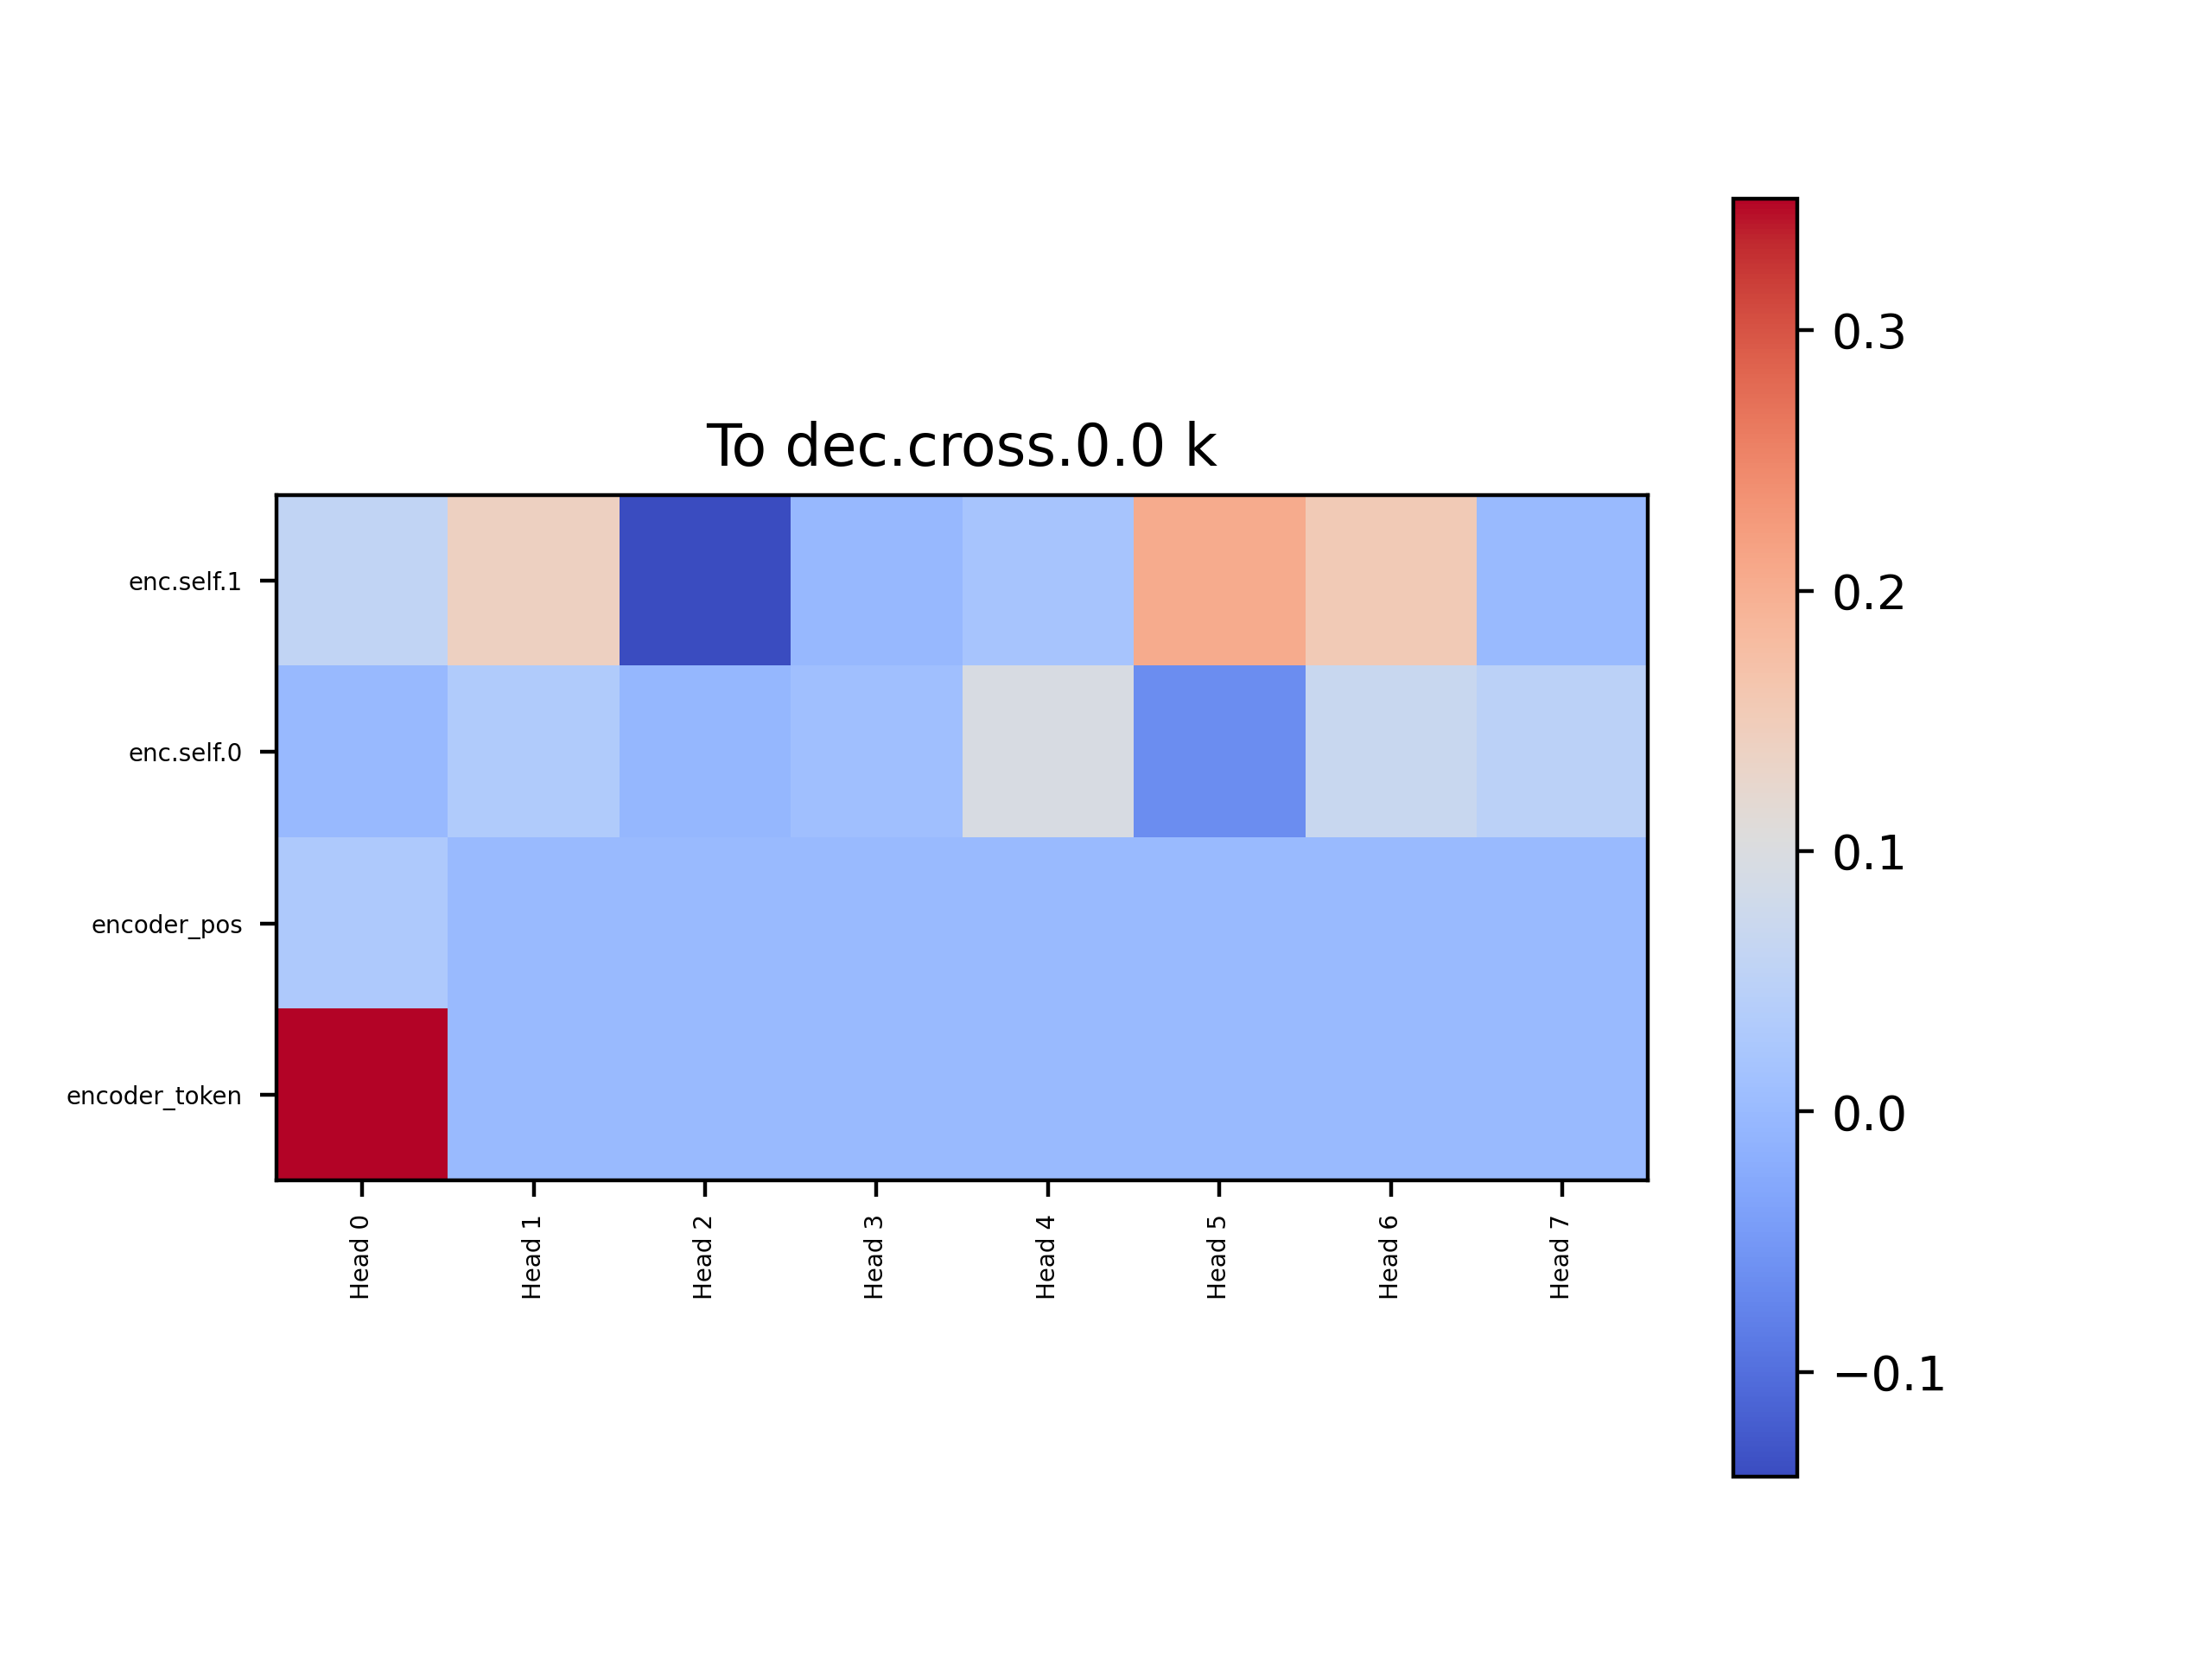 To dec.cross.0.0 k
enc.self.1
enc.self.0
encoder_pos
encoder_token
Head 0
Head 1
Head 2
Head 3
Head 4
Head 5
Head 6
Head 7
0.3
0.2
0.1
0.0
−0.1